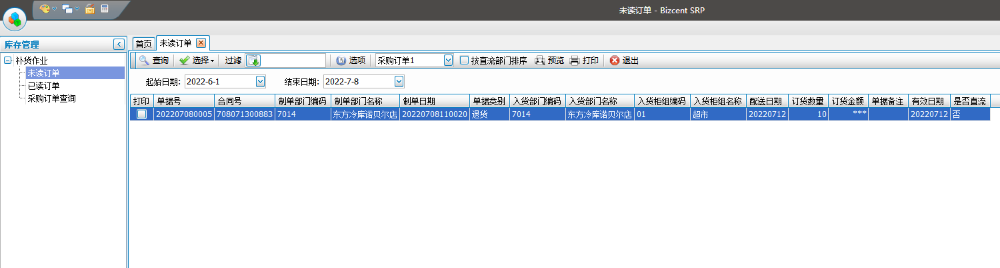 未读订单 - Bizcent SRP
库存管理
补货作业
未读订单
已读订单
采购订单查询
首页 未读订单
查询 选择 过滤 选项 采购订单1 按直流部门排序 预览 打印 退出
起始日期: 2022-6-1 结束日期: 2022-7-8
打印 单据号 合同号 制单部门编码 制单部门名称 制单日期 单据类别 入货部门编码 入货部门名称 入货柜组编码 入货柜组名称 配送日期 订货数量 订货金额 单据备注 有效日期 是否直流
202207080005 708071300883 7014 东方冷库诺贝尔店 20220708110020 退货 7014 东方冷库诺贝尔店 01 超市 20220712 10 *** 20220712 否